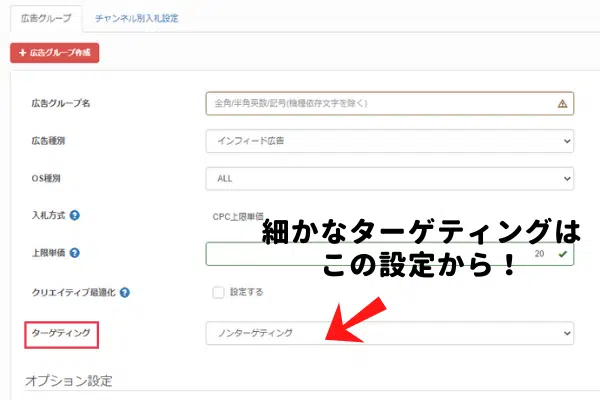 広告グループ チャンネル別入札設定
+ 広告グループ作成
広告グループ名 全角/半角英数/記号(機種依存文字を除く)
広告種別 インフィード広告
OS種別 ALL
入札方式 CPC上限単価
細かなターゲティングは
上限単価 20
この設定から！
クリエイティブ最適化 設定する
ターゲティング ノンターゲティング
オプション設定